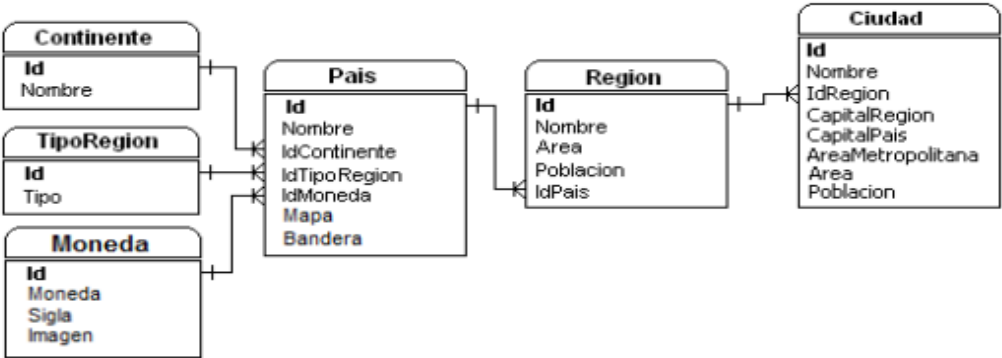 Continente
Id
Nombre
TipoRegion
Id
Tipo
Moneda
Id
Moneda
Sigla
Imagen
Pais
Id
Nombre
IdContinente
IdTipoRegion
IdMoneda
Mapa
Bandera
Region
Id
Nombre
Area
Poblacion
IdPais
Ciudad
Id
Nombre
IdRegion
CapitalRegion
CapitalPais
AreaMetropolitana
Area
Poblacion